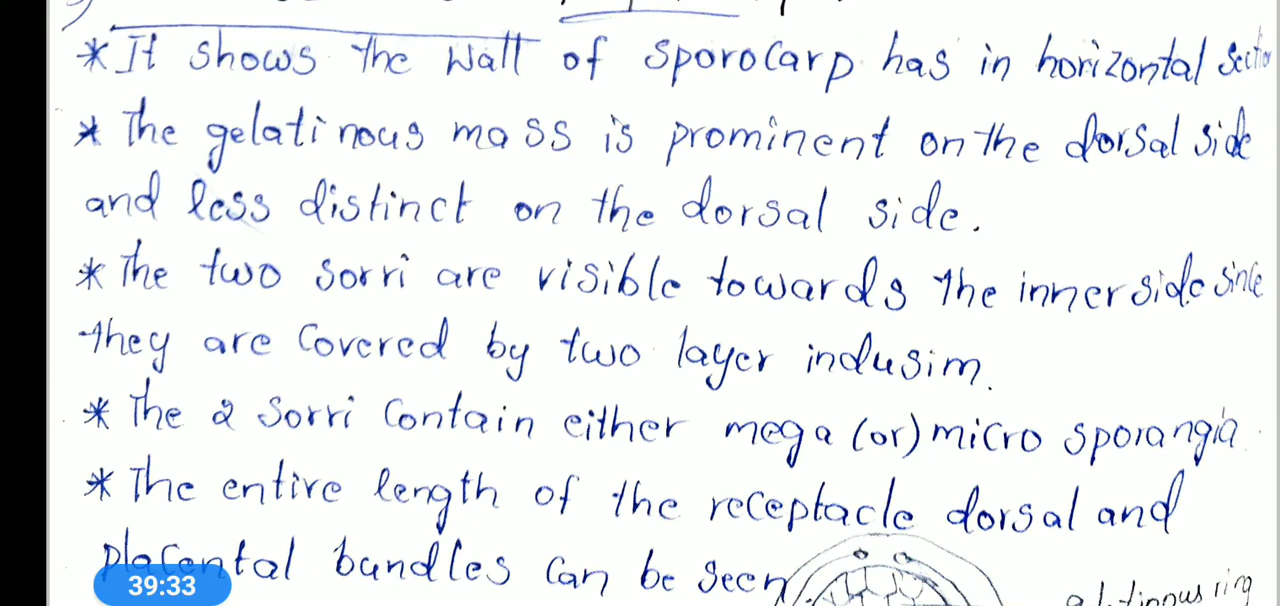 * It shows the wall of sporocarp has in horizontal section
* The gelatinous mass is prominent on the dorsal side
and less distinct on the dorsal side.
* The two sorri are visible towards the inner side since
they are covered by two layer indusim.
* The 2 sorri contain either mega (or) micro sporangia.
* The entire length of the receptacle dorsal and
placental bundles can be seen
ring
39:33